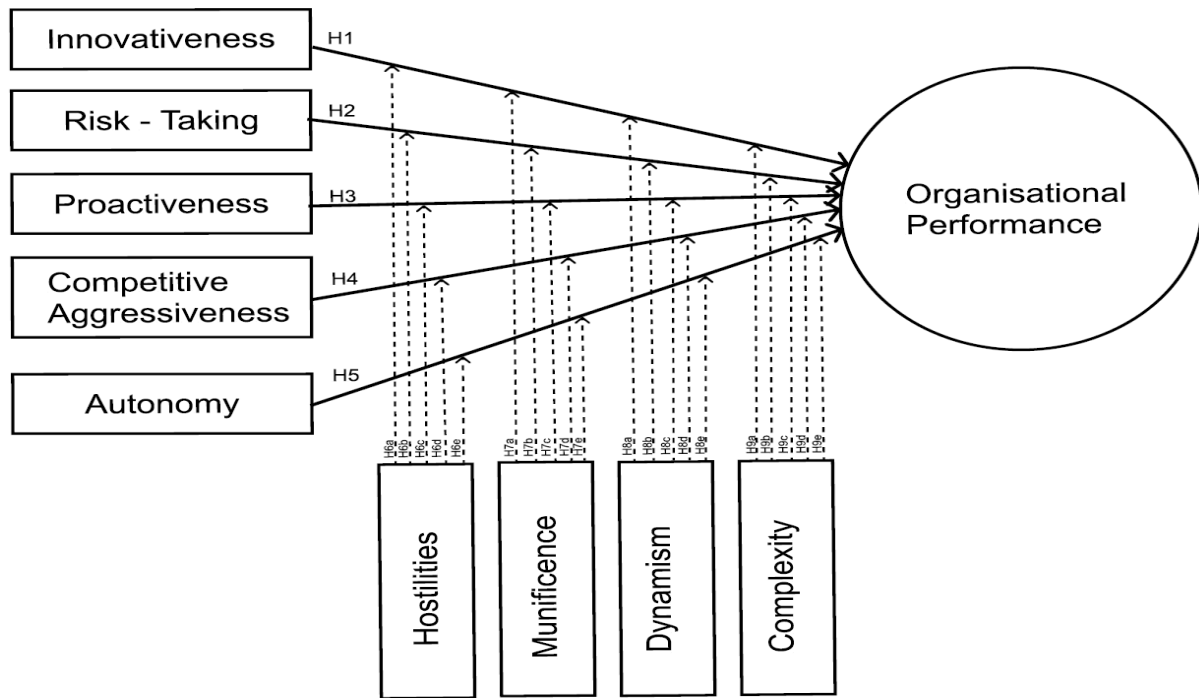 Innovativeness
H1
Risk - Taking
H2
Proactiveness
H3
Competitive
Aggressiveness
H4
Autonomy
H5
Organisational
Performance
H6a
H6b
H6c
H6d
H6e
H7a
H7b
H7c
H7d
H7e
H8a
H8b
H8c
H8d
H8e
H9a
H9b
H9c
H9d
H9e
Hostilities
Munificence
Dynamism
Complexity